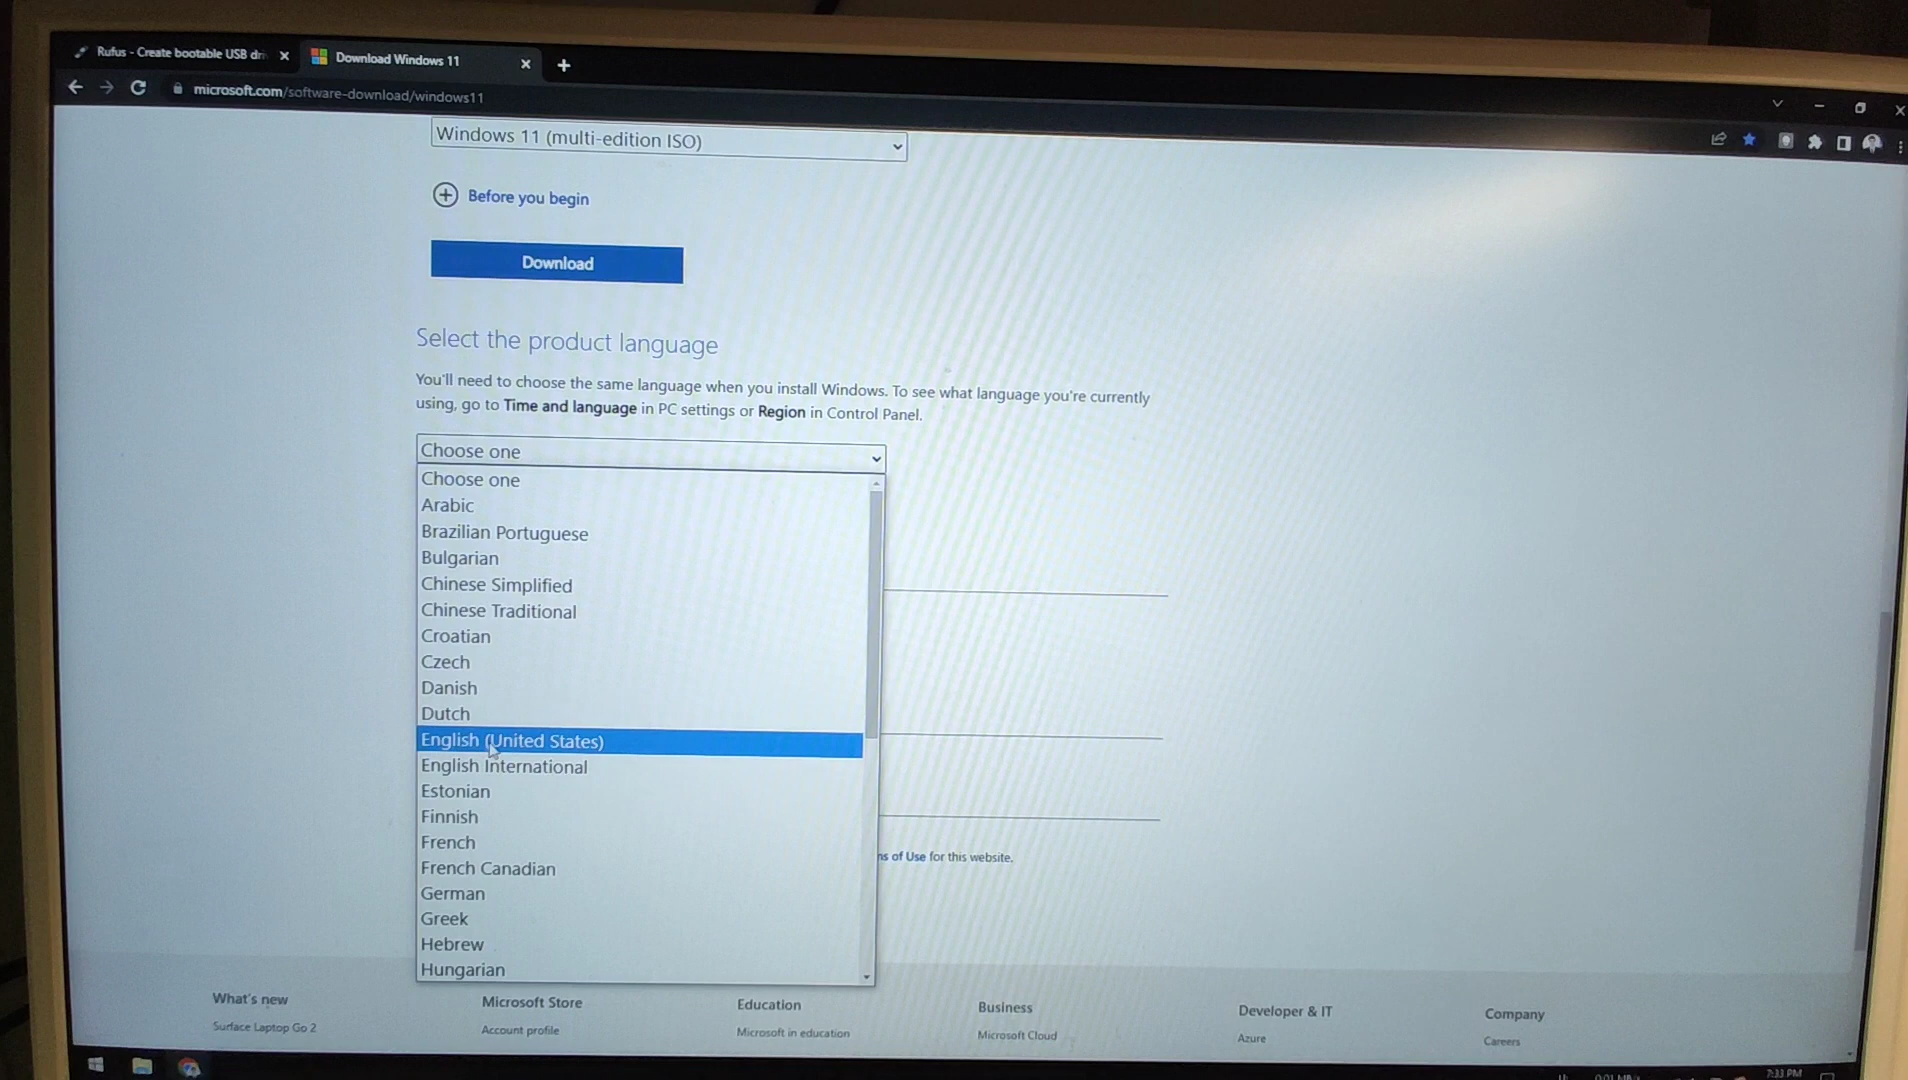 Rufus - Create bootable USB dri
Download Windows 11
microsoft.com/software-download/windows11
Windows 11 (multi-edition ISO)
Before you begin
Download
Select the product language
You'll need to choose the same language when you install Windows. To see what language you're currently
using, go to Time and language in PC settings or Region in Control Panel.
Choose one
Choose one
Arabic
Brazilian Portuguese
Bulgarian
Chinese Simplified
Chinese Traditional
Croatian
Czech
Danish
Dutch
English (United States)
English International
Estonian
Finnish
French
French Canadian
German
Greek
Hebrew
Hungarian
ns of Use for this website.
What's new
Microsoft Store
Education
Business
Developer & IT
Company
Surface Laptop Go 2
Account profile
Microsoft in education
Microsoft Cloud
Azure
Careers
7:33 PM